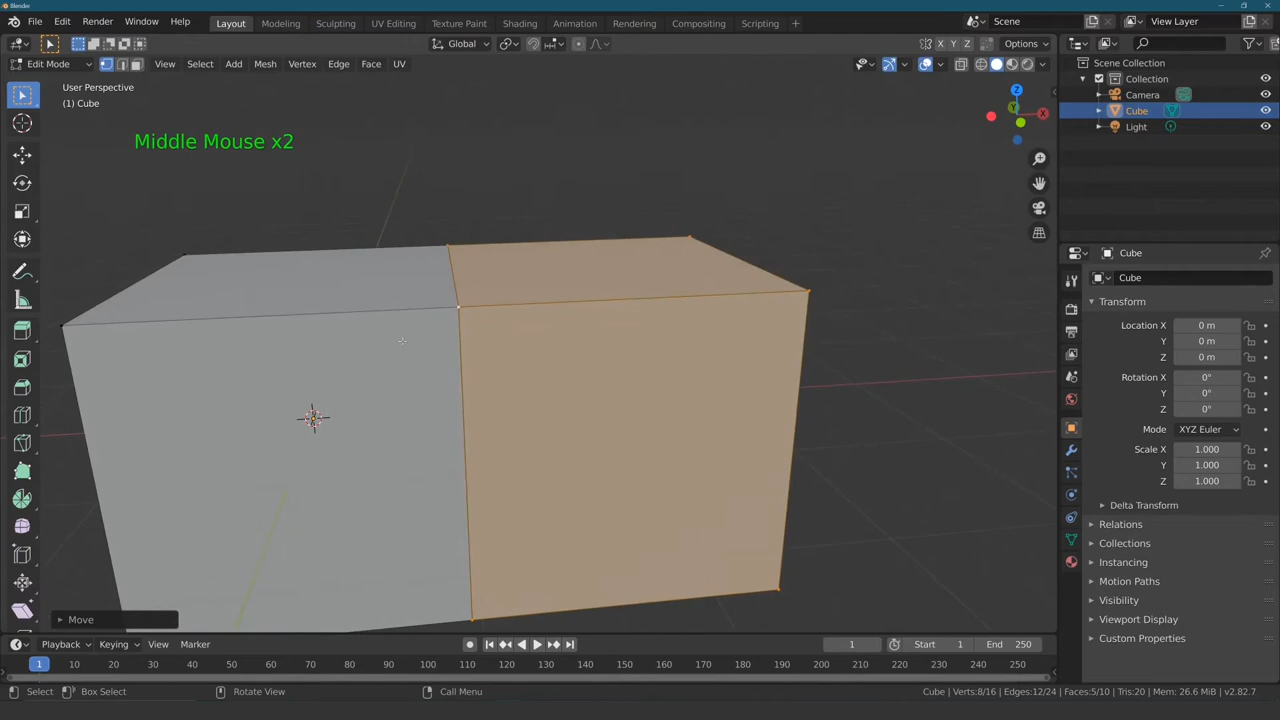 Blender
File Edit Render Window Help Layout Modeling Sculpting UV Editing Texture Paint Shading Animation Rendering Compositing Scripting + Scene View Layer
Global X Y Z Options
Edit Mode View Select Add Mesh Vertex Edge Face UV
User Perspective
(1) Cube
Middle Mouse x2
Z
Y
X
Move
Scene Collection
Collection
Camera
Cube
Light
Cube
Cube
Transform
Location X 0 m
Y 0 m
Z 0 m
Rotation X 0°
Y 0°
Z 0°
Mode XYZ Euler
Scale X 1.000
Y 1.000
Z 1.000
Delta Transform
Relations
Collections
Instancing
Motion Paths
Visibility
Viewport Display
Custom Properties
Playback Keying View Marker 1 Start 1 End 250
1 10 20 30 40 50 60 70 80 90 100 110 120 130 140 150 160 170 180 190 200 210 220 230 240 250
Select Box Select Rotate View Call Menu Cube | Verts:8/16 | Edges:12/24 | Faces:5/10 | Tris:20 | Mem: 26.6 MiB | v2.82.7